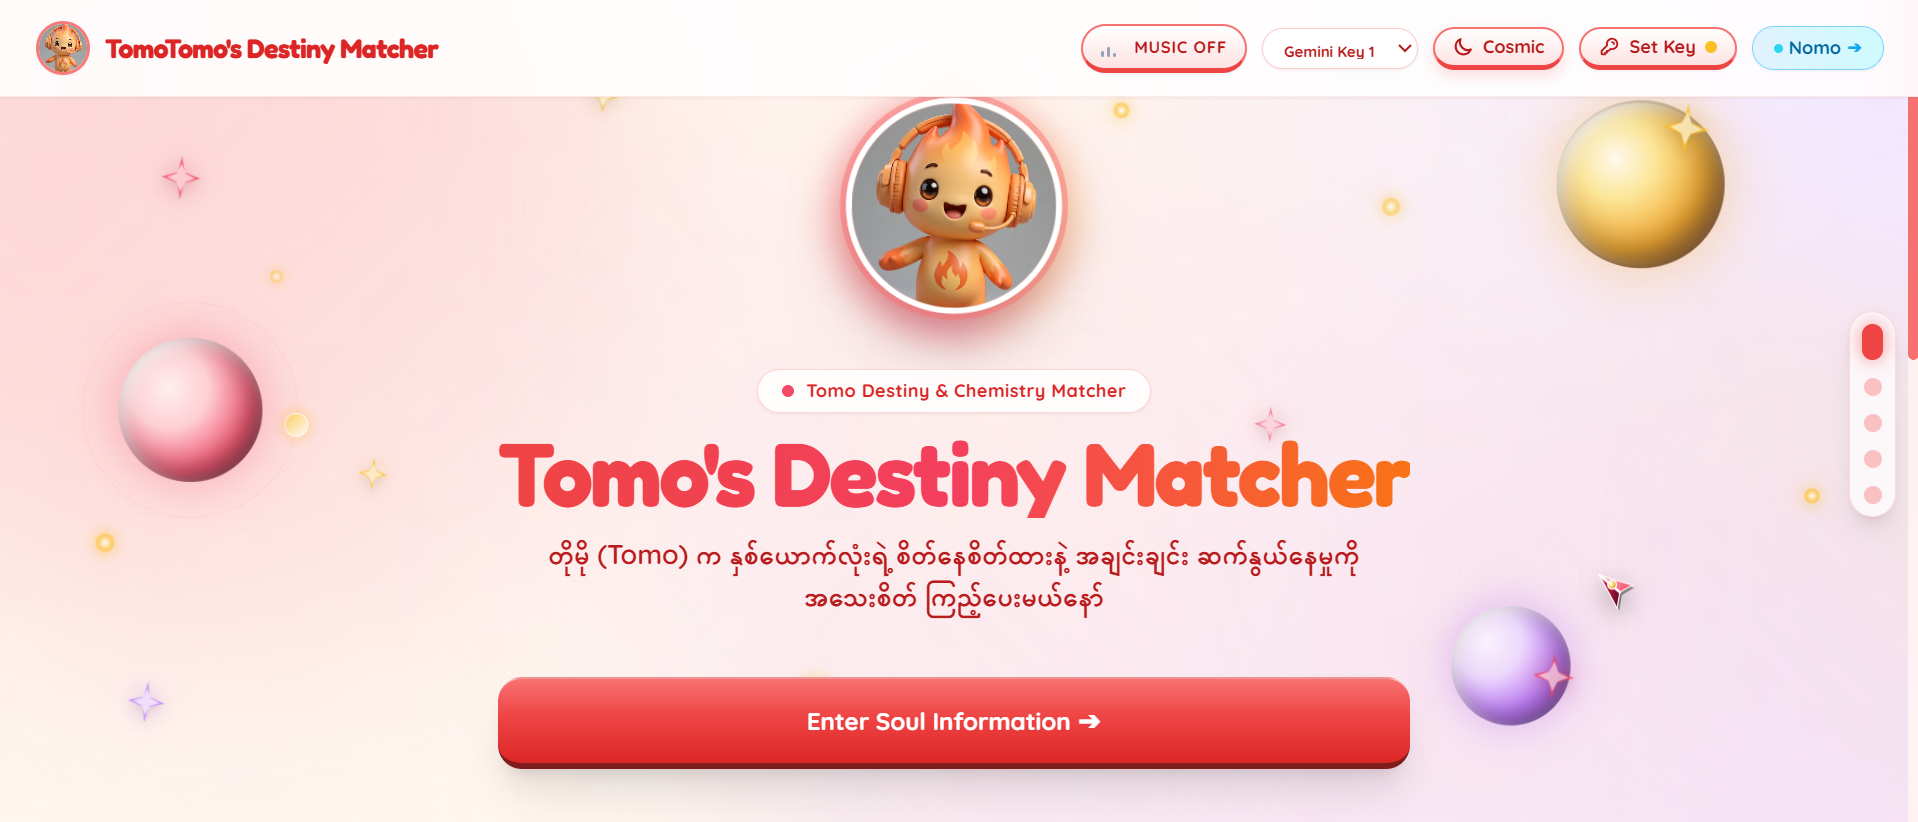 TomoTomo's Destiny Matcher
MUSIC OFF
Gemini Key 1
Cosmic
Set Key
Nomo ➔
Tomo Destiny & Chemistry Matcher
Tomo's Destiny Matcher
တိုမို (Tomo) က နှစ်ယောက်လုံးရဲ့ စိတ်နေစိတ်ထားနဲ့ အချင်းချင်း ဆက်နွယ်နေမှုကို
အသေးစိတ် ကြည့်ပေးမယ်နော်
Enter Soul Information ➔